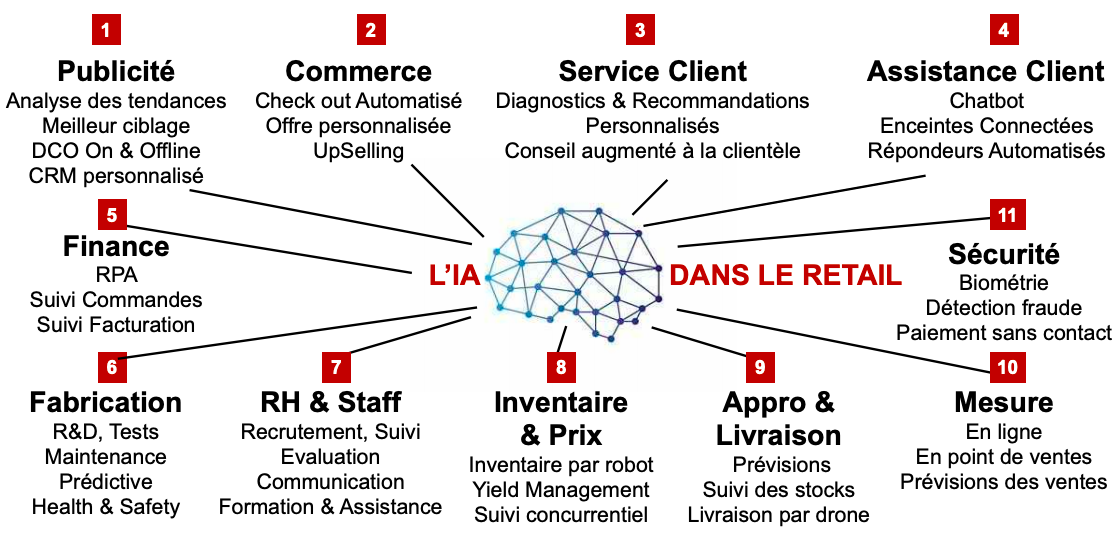 1
Publicité
Analyse des tendances
Meilleur ciblage
DCO On & Offline
CRM personnalisé
2
Commerce
Check out Automatisé
Offre personnalisée
UpSelling
3
Service Client
Diagnostics & Recommandations
Personnalisés
Conseil augmenté à la clientèle
4
Assistance Client
Chatbot
Enceintes Connectées
Répondeurs Automatisés
5
Finance
RPA
Suivi Commandes
Suivi Facturation
L’IA DANS LE RETAIL
11
Sécurité
Biométrie
Détection fraude
Paiement sans contact
6
Fabrication
R&D, Tests
Maintenance
Prédictive
Health & Safety
7
RH & Staff
Recrutement, Suivi
Evaluation
Communication
Formation & Assistance
8
Inventaire
& Prix
Inventaire par robot
Yield Management
Suivi concurrentiel
9
Appro &
Livraison
Prévisions
Suivi des stocks
Livraison par drone
10
Mesure
En ligne
En point de ventes
Prévisions des ventes